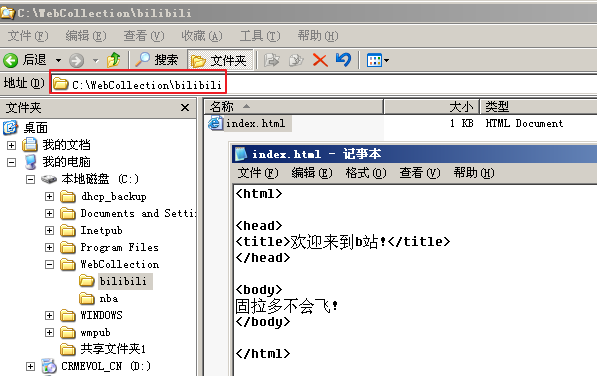 C:\WebCollection\bilibili
文件(F) 编辑(E) 查看(V) 收藏(A) 工具(T) 帮助(H)
后退 搜索 文件夹
地址(D) C:\WebCollection\bilibili
文件夹
名称 大小 类型
桌面
index.html 1 KB HTML Document
我的文档
我的电脑
index.html - 记事本
本地磁盘 (C:)
文件(F) 编辑(E) 格式(O) 查看(V) 帮助(H)
dhcp_backup
<html>
Documents and Setti
Inetpub
<head>
Program Files
<title>欢迎来到b站!</title>
WebCollection
</head>
bilibili
<body>
nba
固拉多不会飞!
WINDOWS
</body>
wmpub
共享文件夹1
</html>
CRMEVOL_CN (D:)